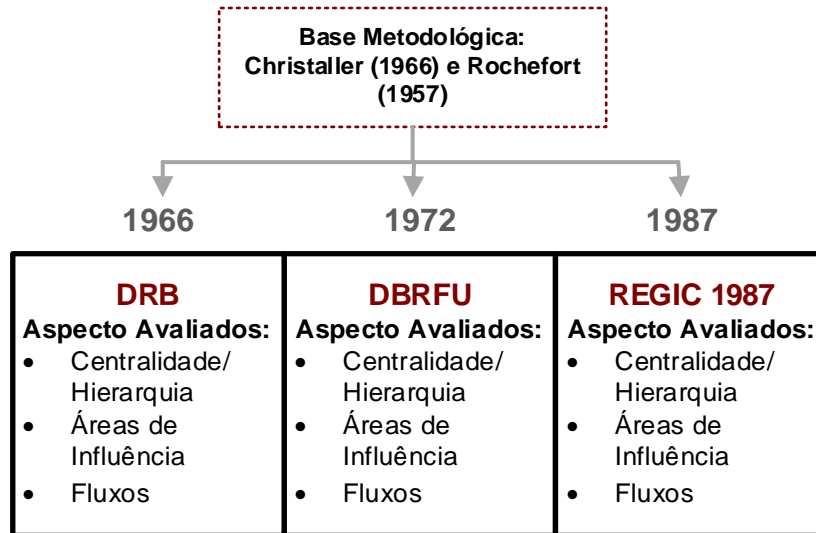 Base Metodológica:
Christaller (1966) e Rochefort
(1957)
1966
1972
1987
DRB
Aspecto Avaliados:
• Centralidade/
Hierarquia
• Áreas de
Influência
• Fluxos
DBRFU
Aspecto Avaliados:
• Centralidade/
Hierarquia
• Áreas de
Influência
• Fluxos
REGIC 1987
Aspecto Avaliados:
• Centralidade/
Hierarquia
• Áreas de
Influência
• Fluxos